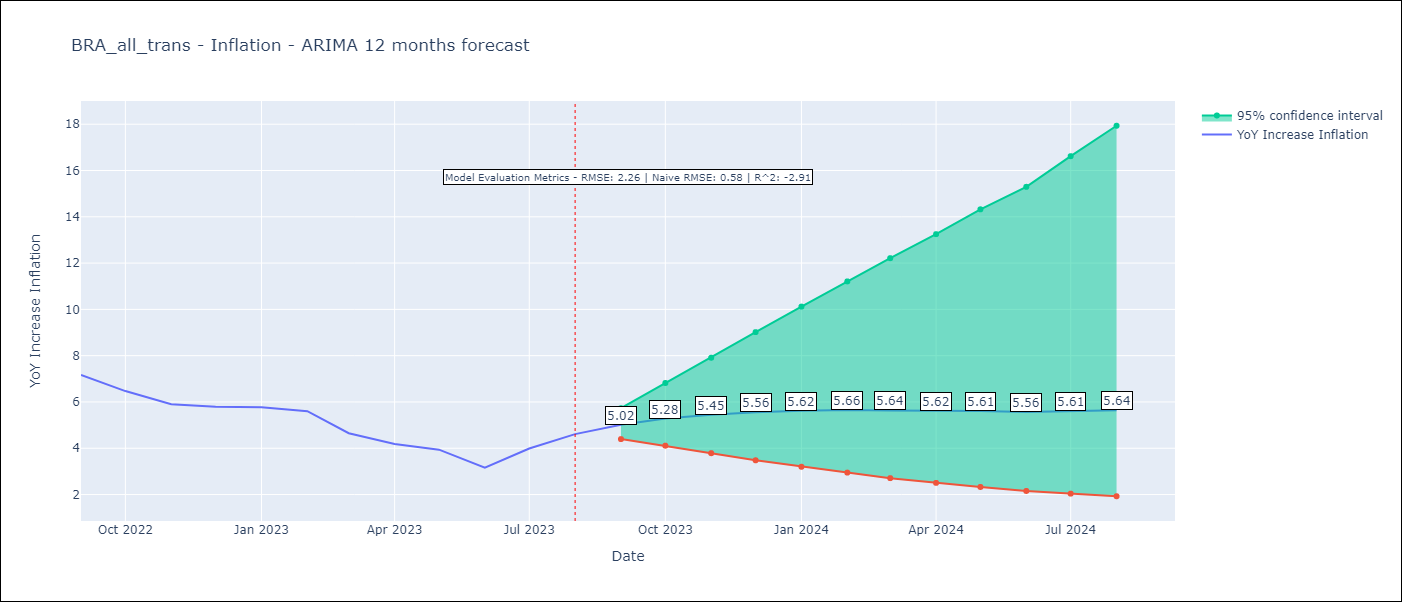 BRA_all_trans - Inflation - ARIMA 12 months forecast
95% confidence interval
YoY Increase Inflation
Model Evaluation Metrics - RMSE: 2.26 | Naive RMSE: 0.58 | R^2: -2.91
YoY Increase Inflation
18
16
14
12
10
8
6
4
2
5.02
5.28
5.45
5.56
5.62
5.66
5.64
5.62
5.61
5.56
5.61
5.64
Oct 2022
Jan 2023
Apr 2023
Jul 2023
Oct 2023
Jan 2024
Apr 2024
Jul 2024
Date